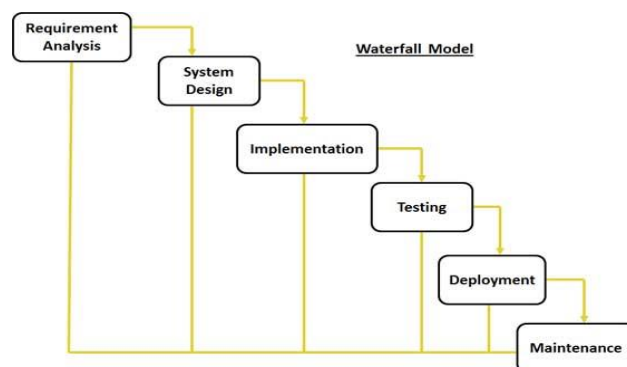 Requirement
Analysis
Waterfall Model
System
Design
Implementation
Testing
Deployment
Maintenance